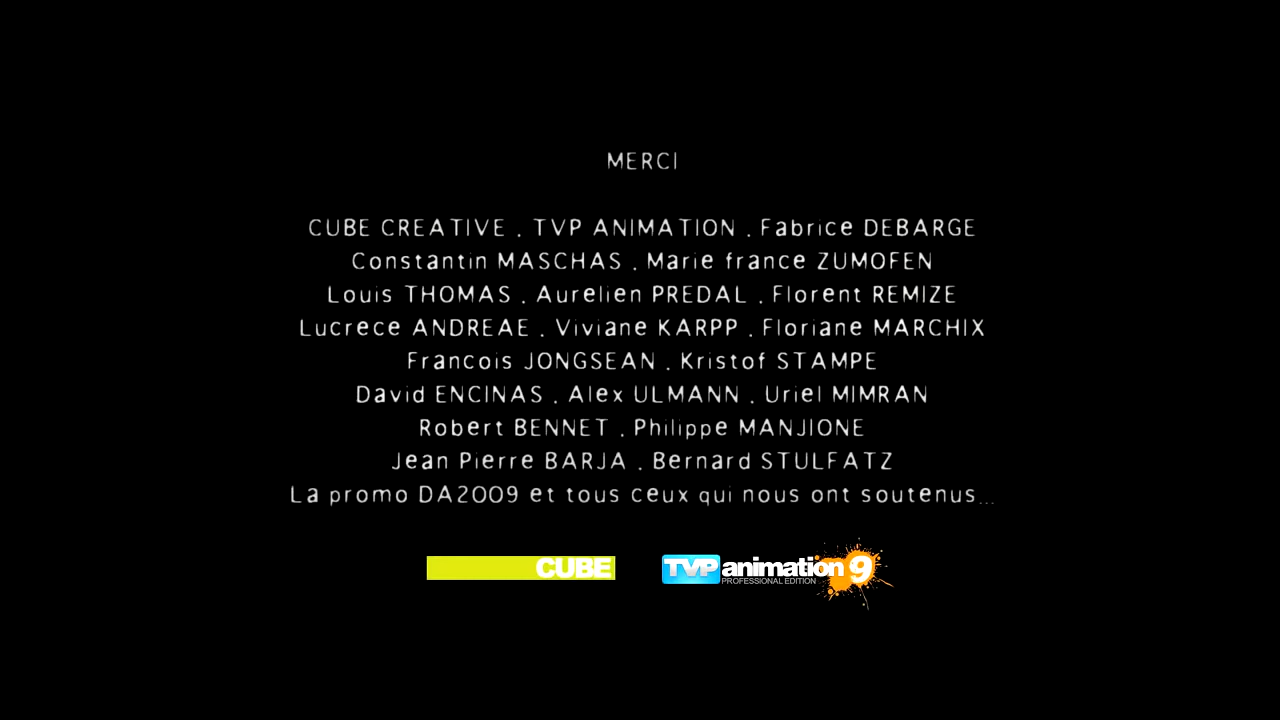 MERCI
CUBE CREATIVE . TVP ANIMATION . Fabrice DEBARGE
Constantin MASCHAS . Marie france ZUMOFEN
Louis THOMAS . Aurelien PREDAL . Florent REMIZE
Lucrece ANDREAE . Viviane KARPP . Floriane MARCHIX
Francois JONGSEAN . Kristof STAMPE
David ENCINAS . Alex ULMANN . Uriel MIMRAN
Robert BENNET . Philippe MANJIONE
Jean Pierre BARJA . Bernard STULFATZ
La promo DA2009 et tous ceux qui nous ont soutenus...
CUBE
TVP animation 9
PROFESSIONAL EDITION